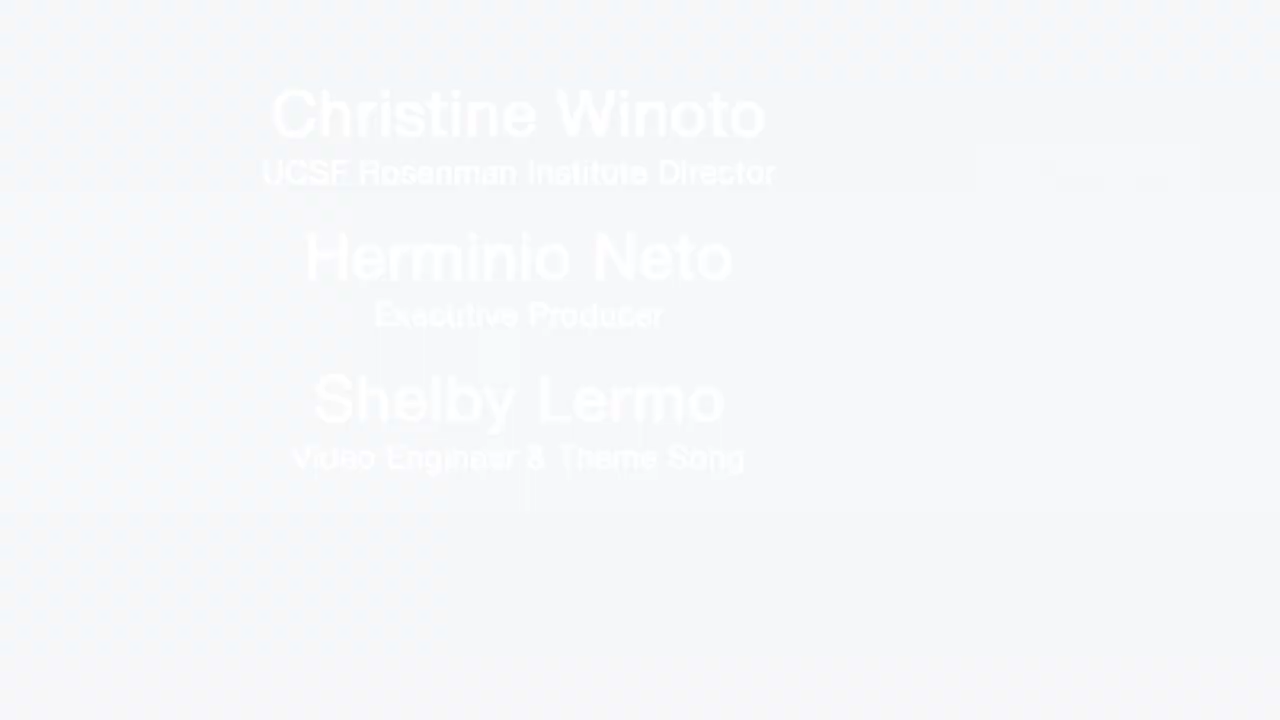 Christine Winoto
UCSF Rosenman Institute Director
Herminio Neto
Executive Producer
Shelby Lermo
Video Engineer & Theme Song